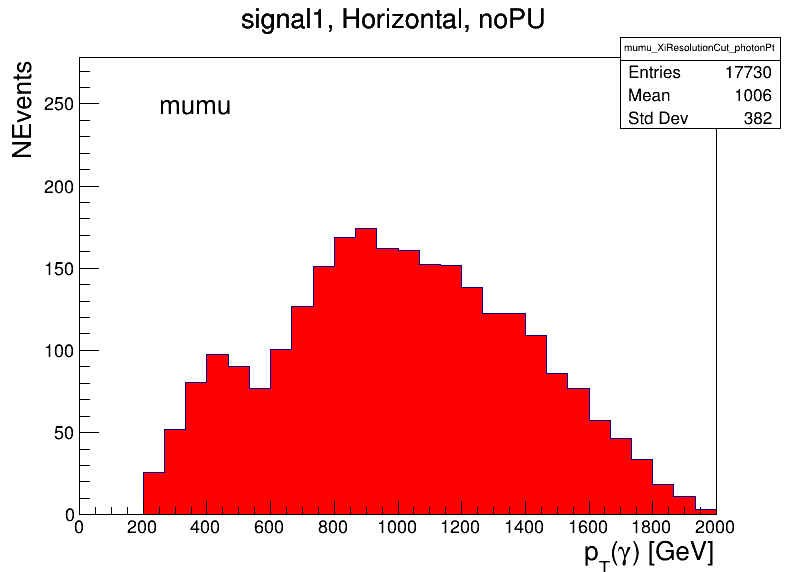 signal1, Horizontal, noPU
mumu_XiResolutionCut_photonPt
Entries 17730
Mean 1006
Std Dev 382
NEvents
mumu
250
200
150
100
50
0
0 200 400 600 800 1000 1200 1400 1600 1800 2000
p_T(γ) [GeV]